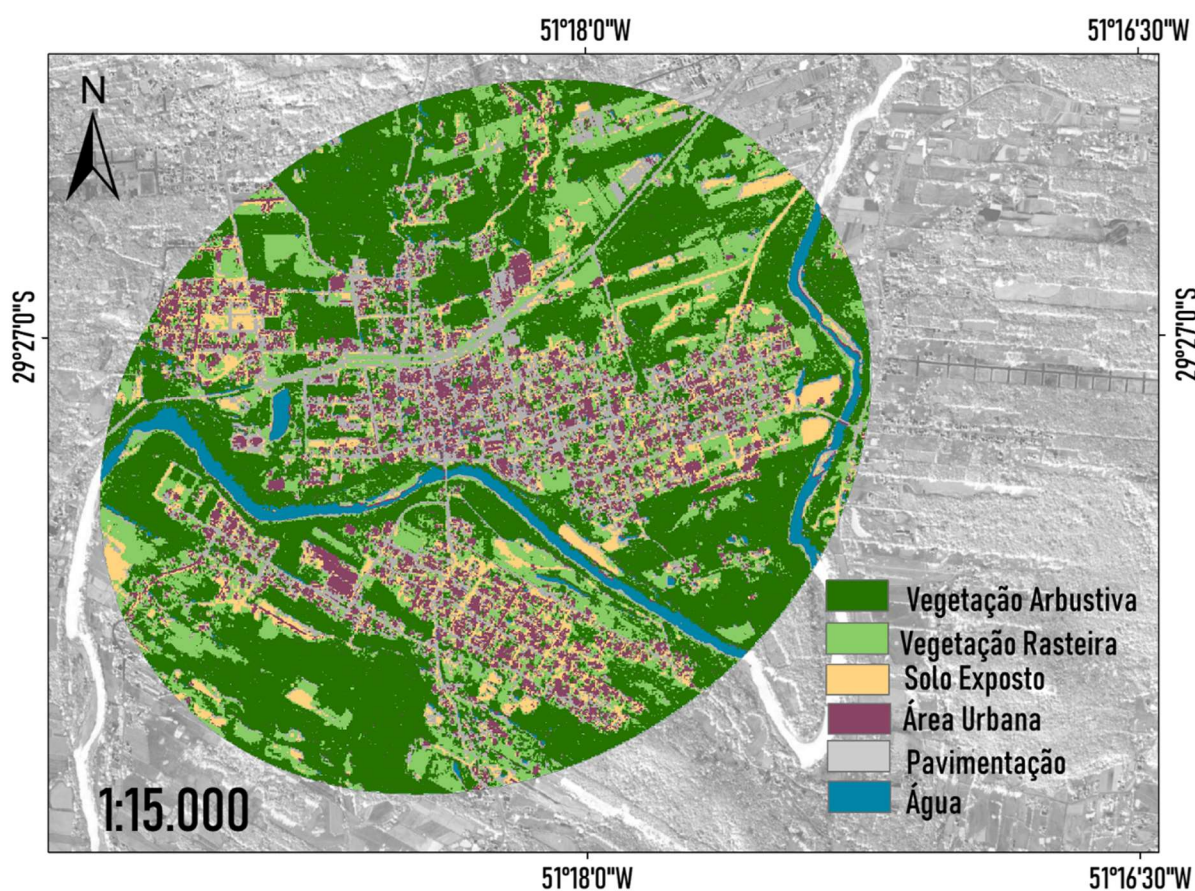 51°18'0"W
51°16'30"W
N
29°27'0"S
29°27'0"S
Vegetação Arbustiva
Vegetação Rasteira
Solo Exposto
Área Urbana
Pavimentação
Água
1:15.000
51°18'0"W
51°16'30"W